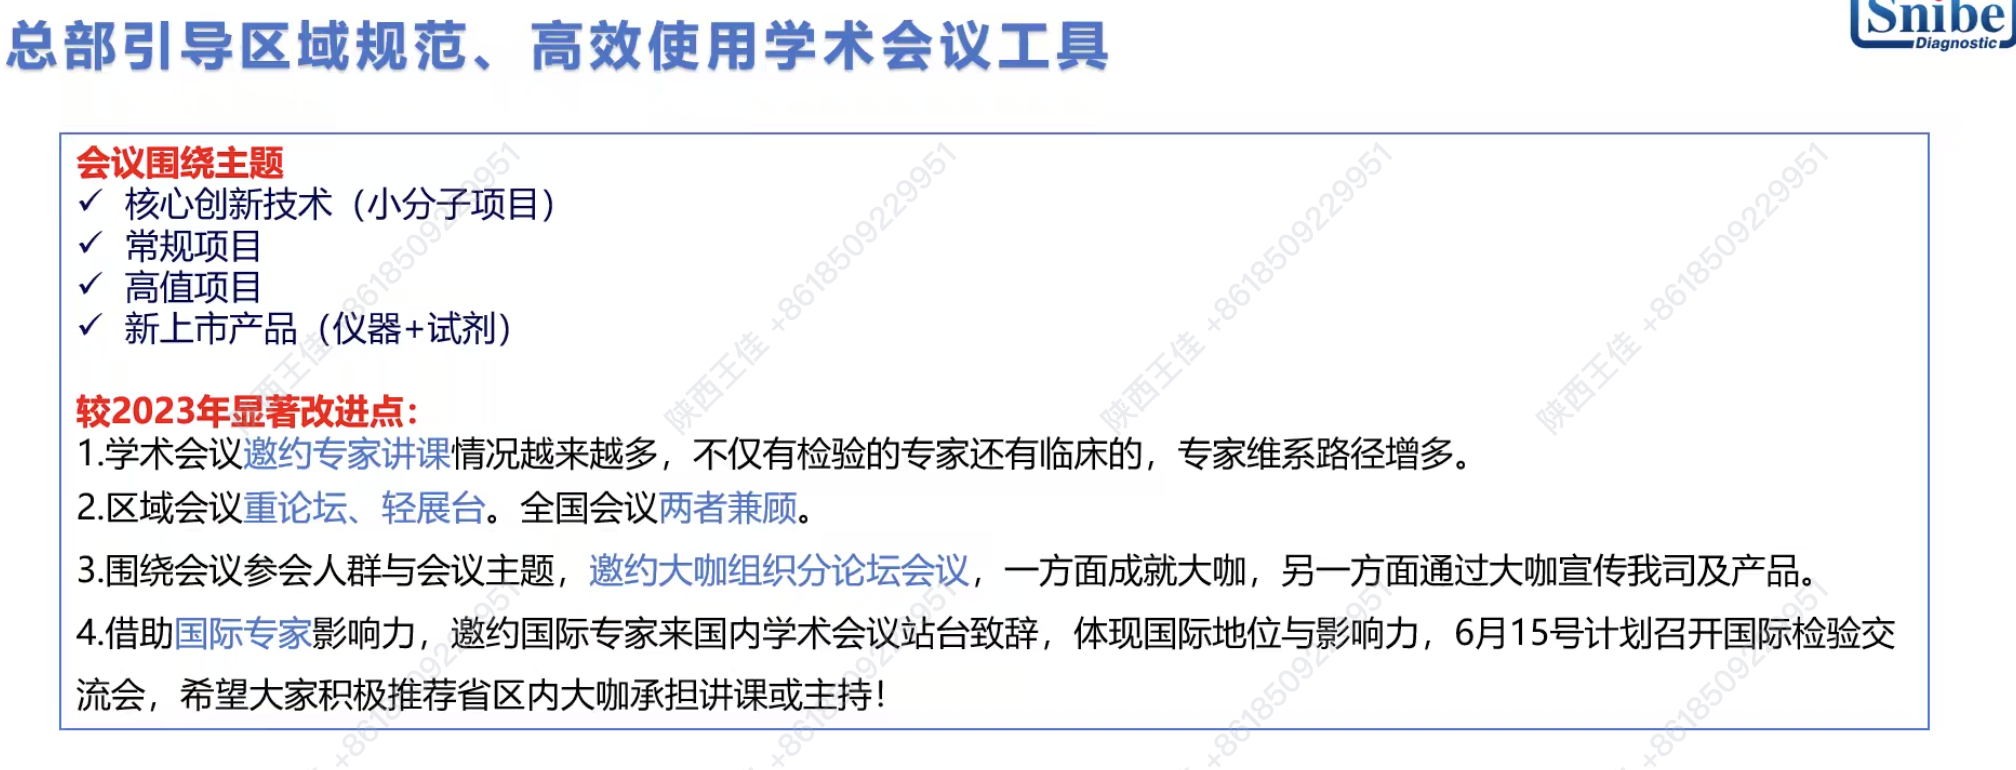 总部引导区域规范、高效使用学术会议工具
Snibe
Diagnostic
会议围绕主题
✓ 核心创新技术（小分子项目）
✓ 常规项目
✓ 高值项目
✓ 新上市产品（仪器+试剂）
较2023年显著改进点：
1.学术会议邀约专家讲课情况越来越多，不仅有检验的专家还有临床的，专家维系路径增多。
2.区域会议重论坛、轻展台。全国会议两者兼顾。
3.围绕会议参会人群与会议主题，邀约大咖组织分论坛会议，一方面成就大咖，另一方面通过大咖宣传我司及产品。
4.借助国际专家影响力，邀约国际专家来国内学术会议站台致辞，体现国际地位与影响力，6月15号计划召开国际检验交
流会，希望大家积极推荐省区内大咖承担讲课或主持！
陕西王佳 +8618509229951
陕西王佳 +8618509229951
陕西王佳 +8618509229951
陕西王佳 +8618509229951
+8618509229951
+8618509229951
+8618509229951
+8618509229951